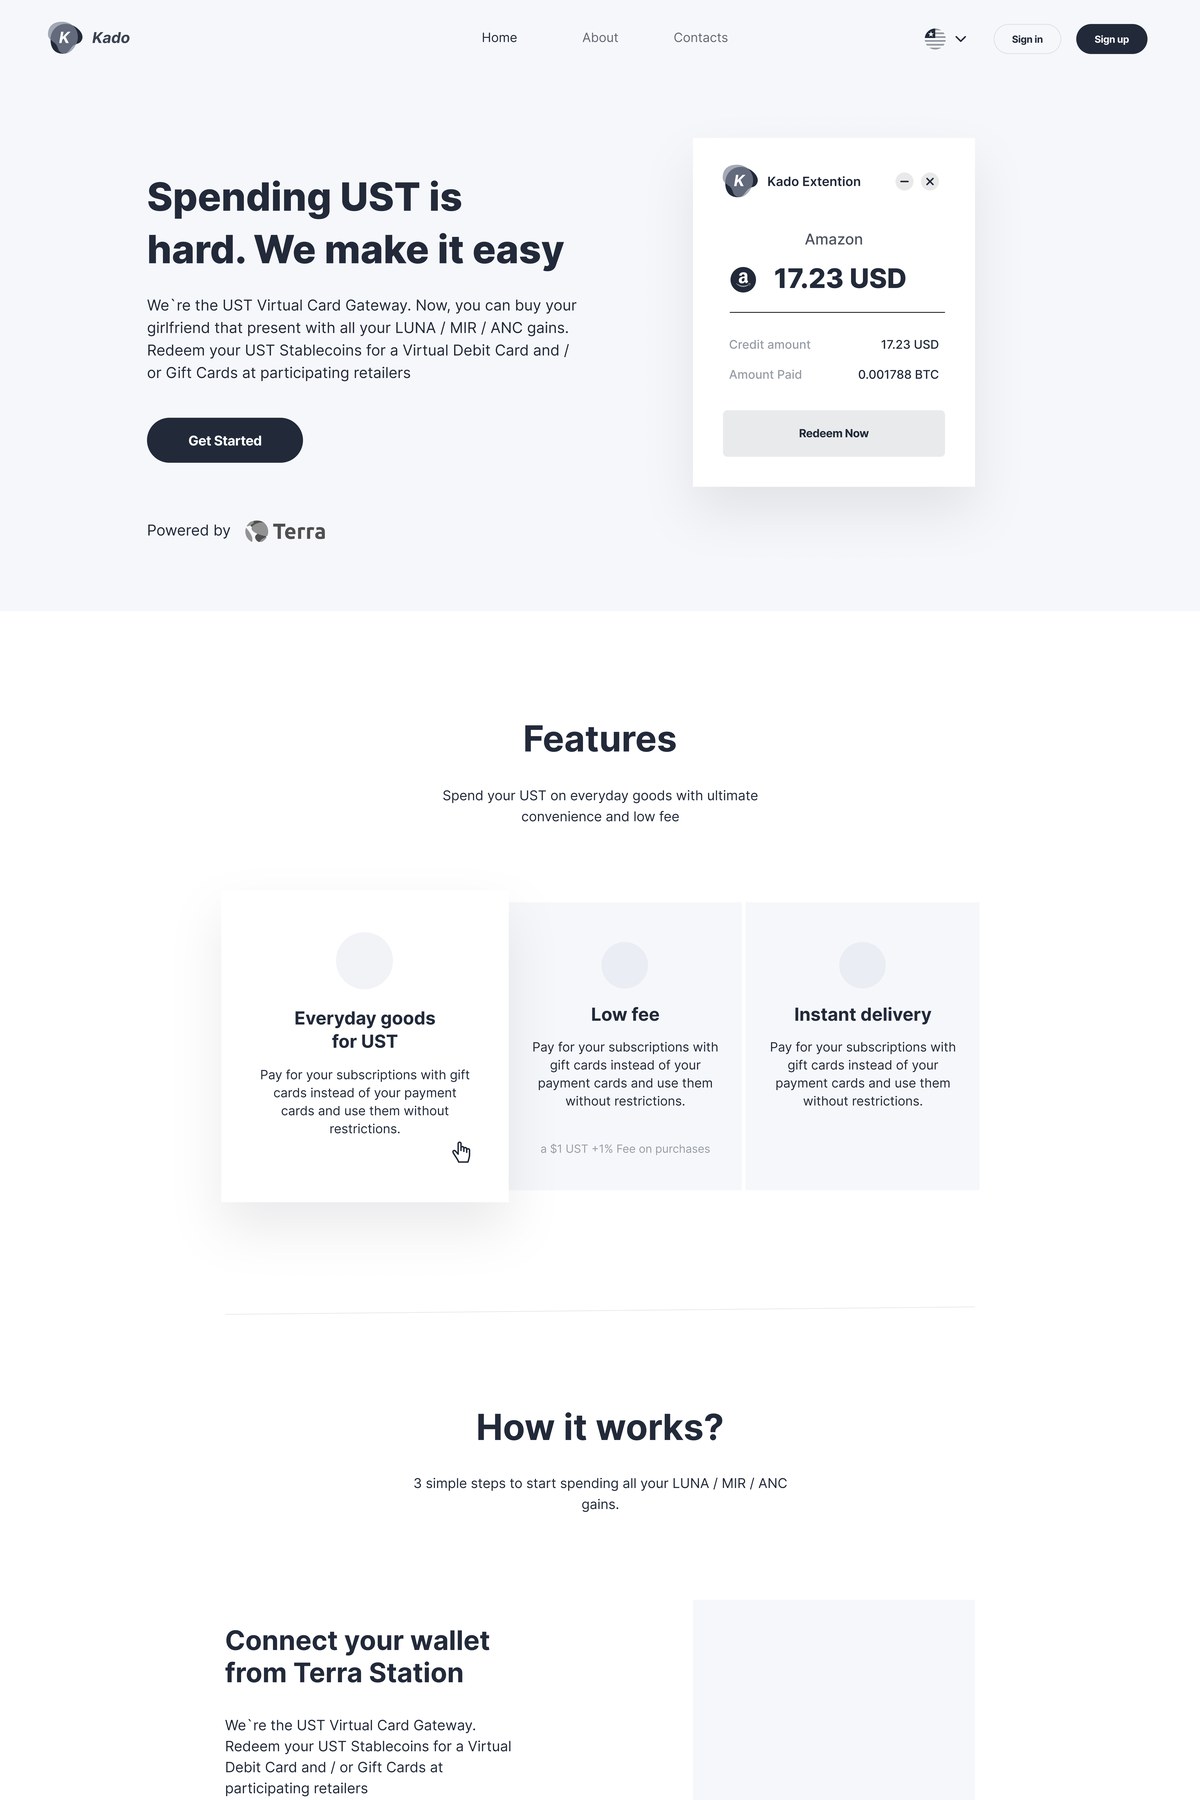 K Kado
Home
About
Contacts
Sign in
Sign up
Spending UST is
hard. We make it easy
We`re the UST Virtual Card Gateway. Now, you can buy your
girlfriend that present with all your LUNA / MIR / ANC gains.
Redeem your UST Stablecoins for a Virtual Debit Card and /
or Gift Cards at participating retailers
Get Started
Powered by Terra
K Kado Extention
Amazon
a 17.23 USD
Credit amount 17.23 USD
Amount Paid 0.001788 BTC
Redeem Now
Features
Spend your UST on everyday goods with ultimate
convenience and low fee
Everyday goods
for UST
Pay for your subscriptions with gift
cards instead of your payment
cards and use them without
restrictions.
Low fee
Pay for your subscriptions with
gift cards instead of your
payment cards and use them
without restrictions.
a $1 UST +1% Fee on purchases
Instant delivery
Pay for your subscriptions with
gift cards instead of your
payment cards and use them
without restrictions.
How it works?
3 simple steps to start spending all your LUNA / MIR / ANC
gains.
Connect your wallet
from Terra Station
We`re the UST Virtual Card Gateway.
Redeem your UST Stablecoins for a Virtual
Debit Card and / or Gift Cards at
participating retailers